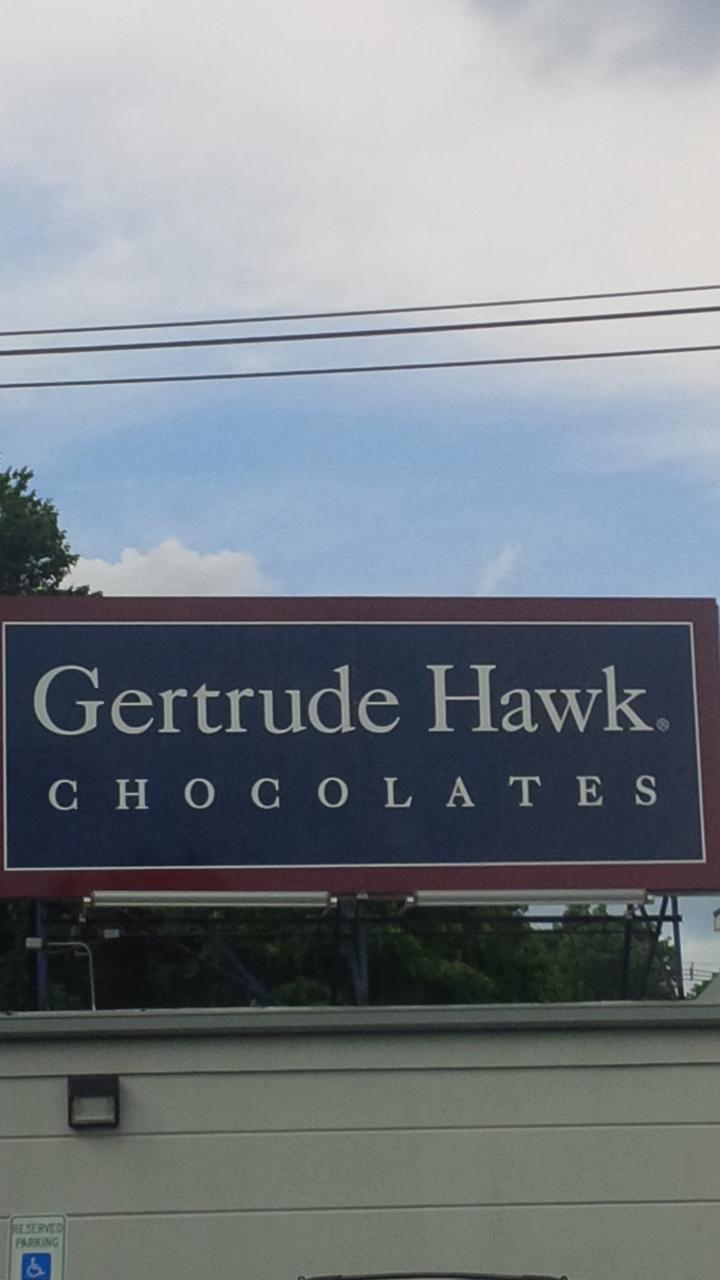 Gertrude Hawk®
CHOCOLATES
RESERVED
PARKING